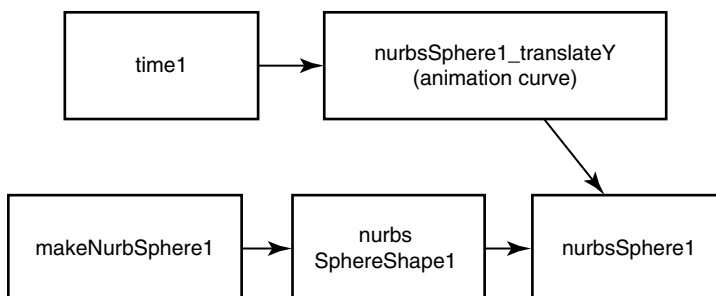 time1
nurbsSphere1_translateY
(animation curve)
makeNurbSphere1
nurbs
SphereShape1
nurbsSphere1